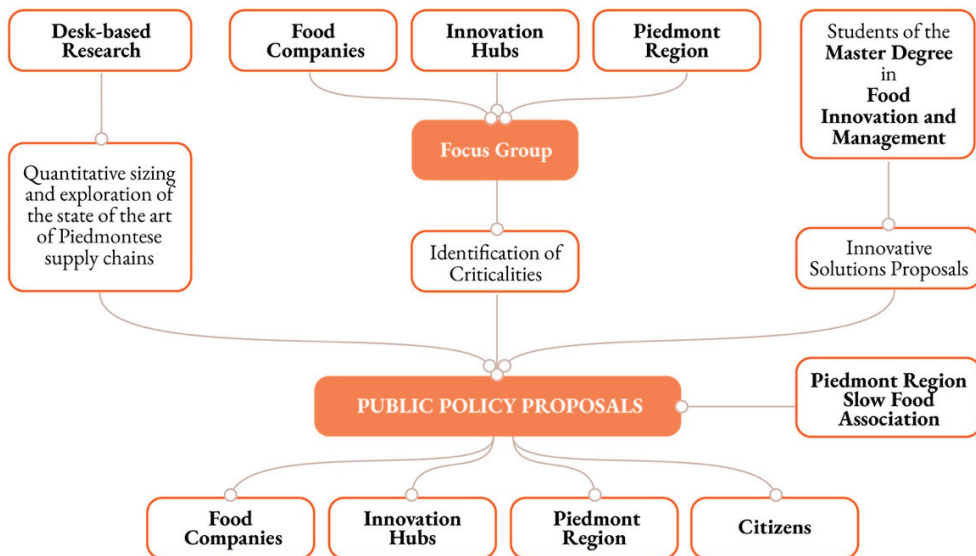 Desk-based
Research
Food
Companies
Innovation
Hubs
Piedmont
Region
Students of the
Master Degree
in
Food
Innovation and
Management
Focus Group
Quantitative sizing
and exploration of
the state of the art
of Piedmontese
supply chains
Identification of
Criticalities
Innovative
Solutions Proposals
PUBLIC POLICY PROPOSALS
Piedmont Region
Slow Food
Association
Food
Companies
Innovation
Hubs
Piedmont
Region
Citizens